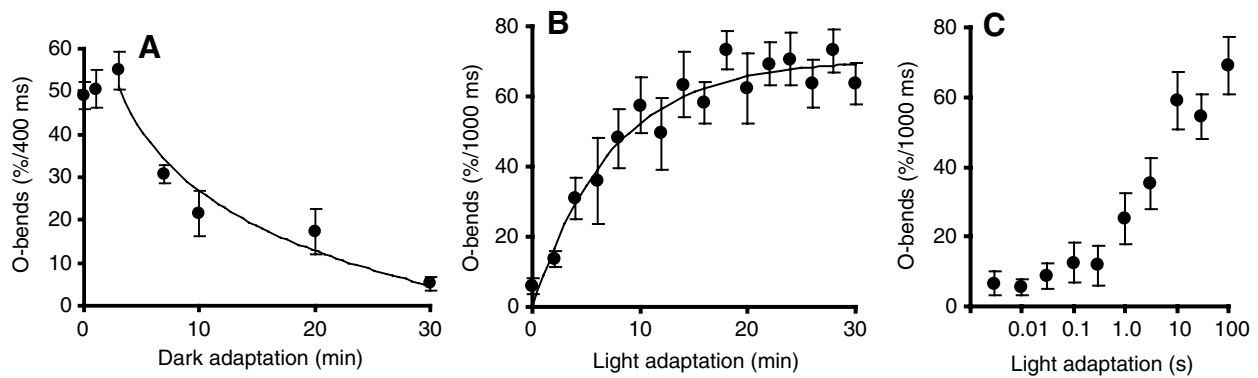 A
O-bends (%/400 ms)
60
50
40
30
20
10
0
0 10 20 30
Dark adaptation (min)
B
O-bends (%/1000 ms)
80
60
40
20
0
0 10 20 30
Light adaptation (min)
C
O-bends (%/1000 ms)
80
60
40
20
0
0.01 0.1 1.0 10 100
Light adaptation (s)